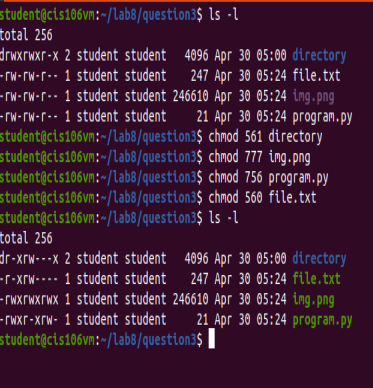 student@cis106vm:~/lab8/question3$ ls -l
total 256
drwxrwxr-x 2 student student 4096 Apr 30 05:00 directory
-rw-rw-r-- 1 student student 247 Apr 30 05:24 file.txt
-rw-rw-r-- 1 student student 246610 Apr 30 05:24 img.png
-rw-rw-r-- 1 student student 21 Apr 30 05:24 program.py
student@cis106vm:~/lab8/question3$ chmod 561 directory
student@cis106vm:~/lab8/question3$ chmod 777 img.png
student@cis106vm:~/lab8/question3$ chmod 756 program.py
student@cis106vm:~/lab8/question3$ chmod 560 file.txt
student@cis106vm:~/lab8/question3$ ls -l
total 256
dr-xrw---x 2 student student 4096 Apr 30 05:00 directory
-r-xrw---- 1 student student 247 Apr 30 05:24 file.txt
-rwxrwxrwx 1 student student 246610 Apr 30 05:24 img.png
-rwxr-xrw- 1 student student 21 Apr 30 05:24 program.py
student@cis106vm:~/lab8/question3$